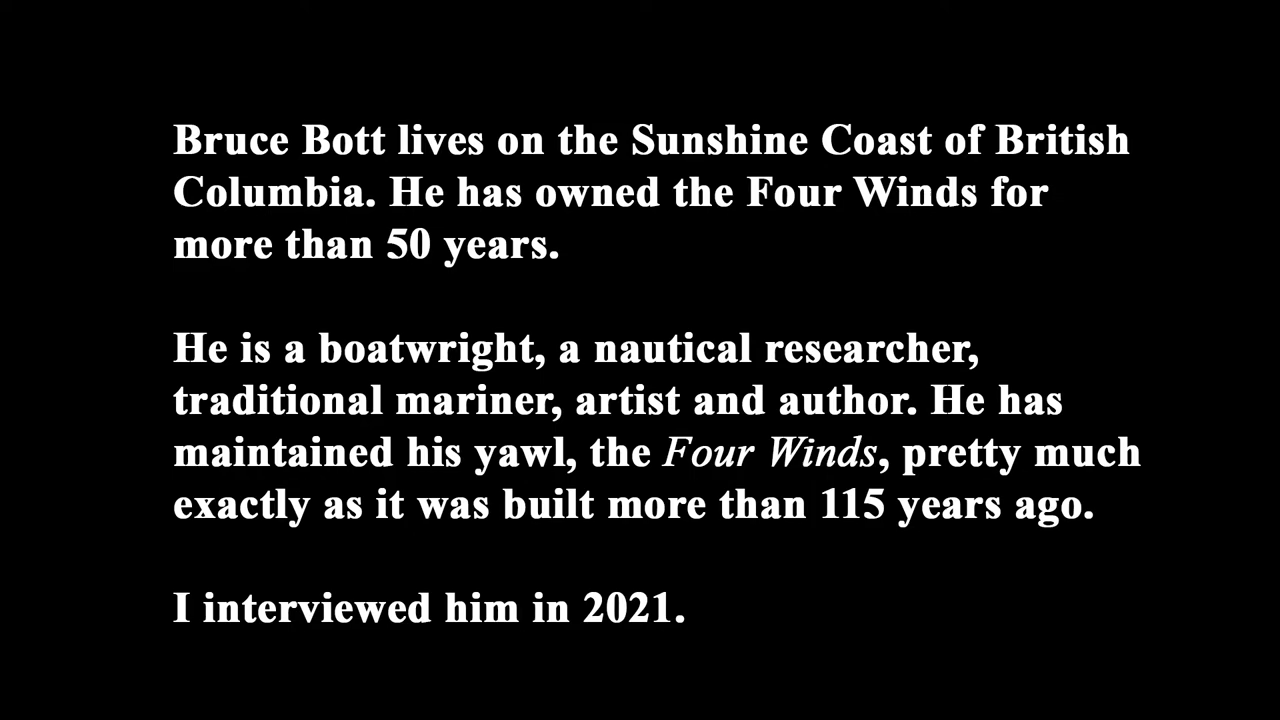 Bruce Bott lives on the Sunshine Coast of British
Columbia. He has owned the Four Winds for
more than 50 years.
He is a boatwright, a nautical researcher,
traditional mariner, artist and author. He has
maintained his yawl, the Four Winds, pretty much
exactly as it was built more than 115 years ago.
I interviewed him in 2021.